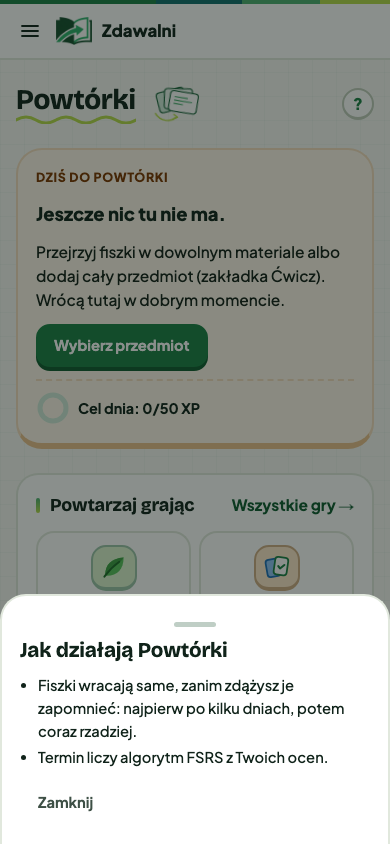 Zdawalni
Powtórki
?
DZIŚ DO POWTÓRKI
Jeszcze nic tu nie ma.
Przejrzyj fiszki w dowolnym materiale albo
dodaj cały przedmiot (zakładka Ćwicz).
Wrócą tutaj w dobrym momencie.
Wybierz przedmiot
Cel dnia: 0/50 XP
Powtarzaj grając
Wszystkie gry →
Jak działają Powtórki
• Fiszki wracają same, zanim zdążysz je
zapomnieć: najpierw po kilku dniach, potem
coraz rzadziej.
• Termin liczy algorytm FSRS z Twoich ocen.
Zamknij